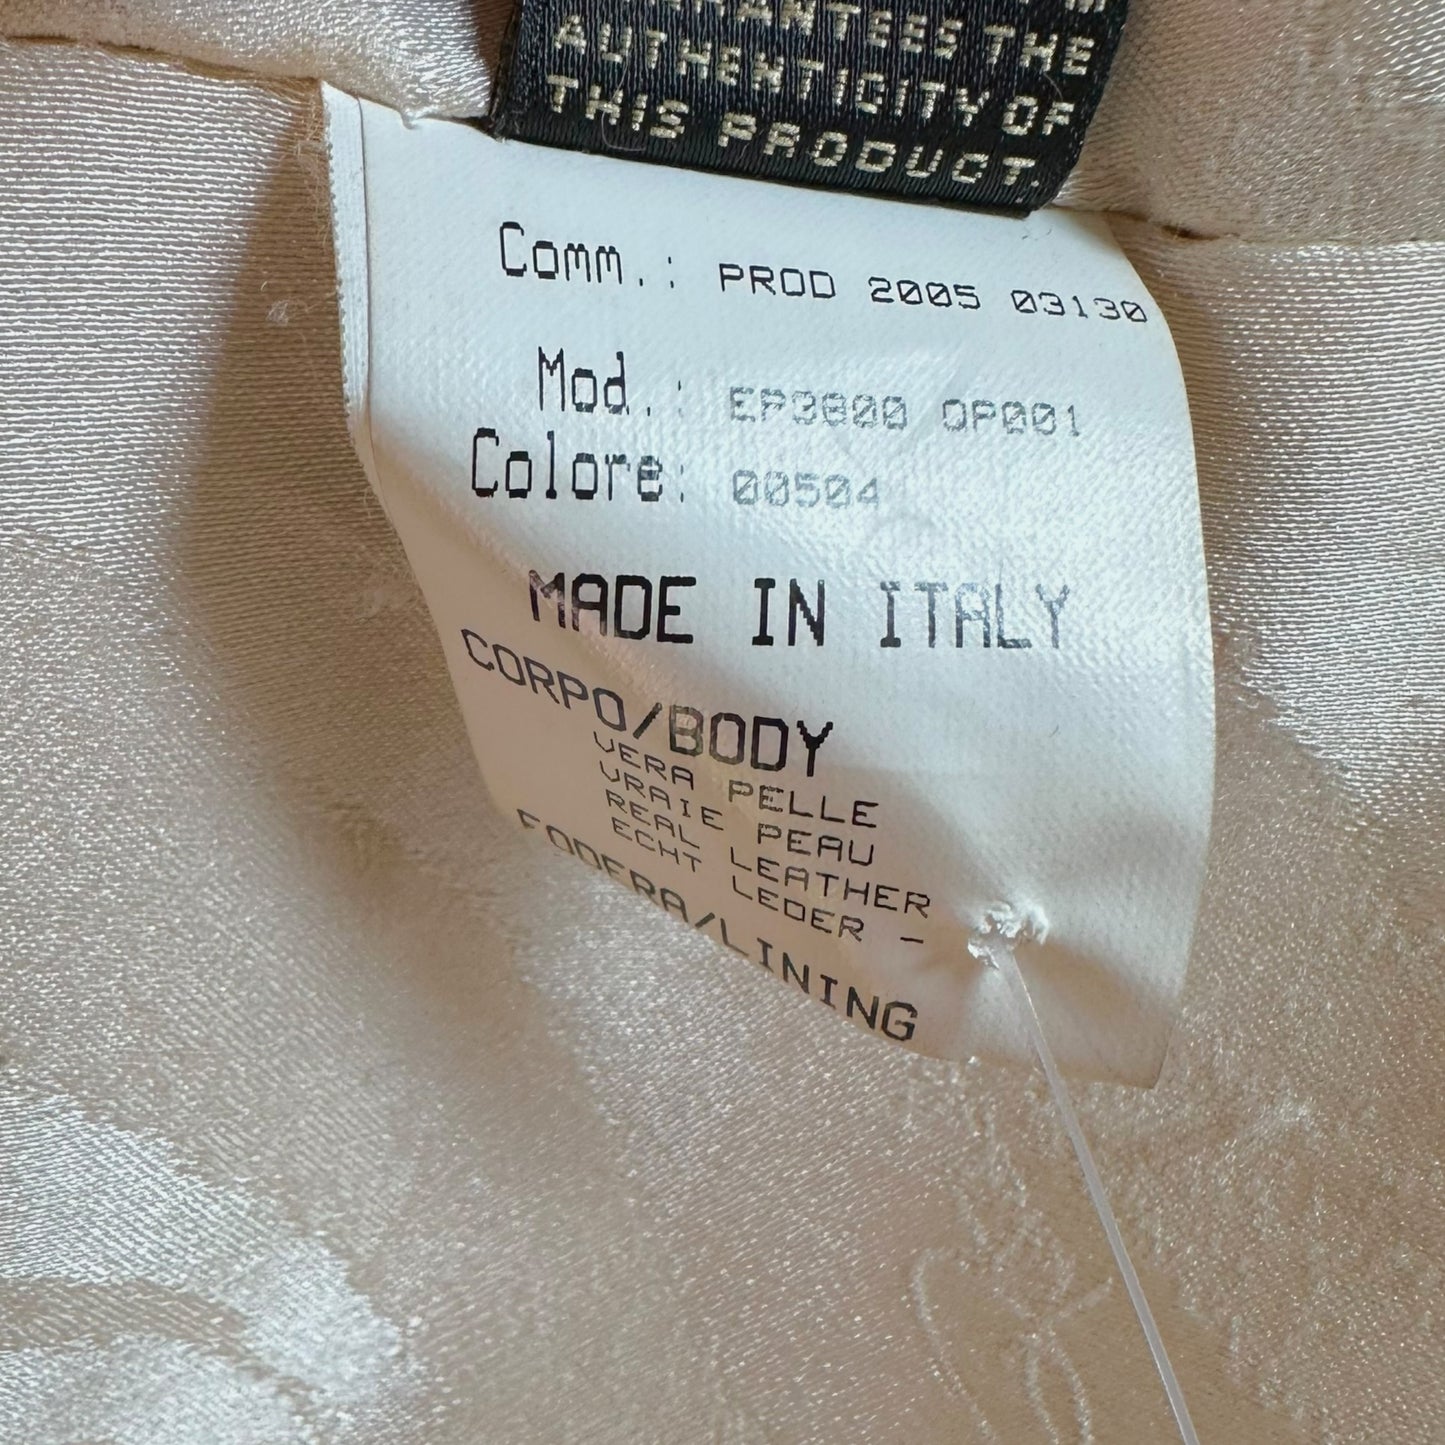 THE
AUTHENTICITY OF
THIS PRODUCT.
Comm.: PROD 2005 03130
Mod.: EP3800 OP001
Colore: 00504
MADE IN ITALY
CORPO/BODY
VERA PELLE
VRAIE PEAU
REAL LEATHER
ECHT LEDER -
FODERA/LINING